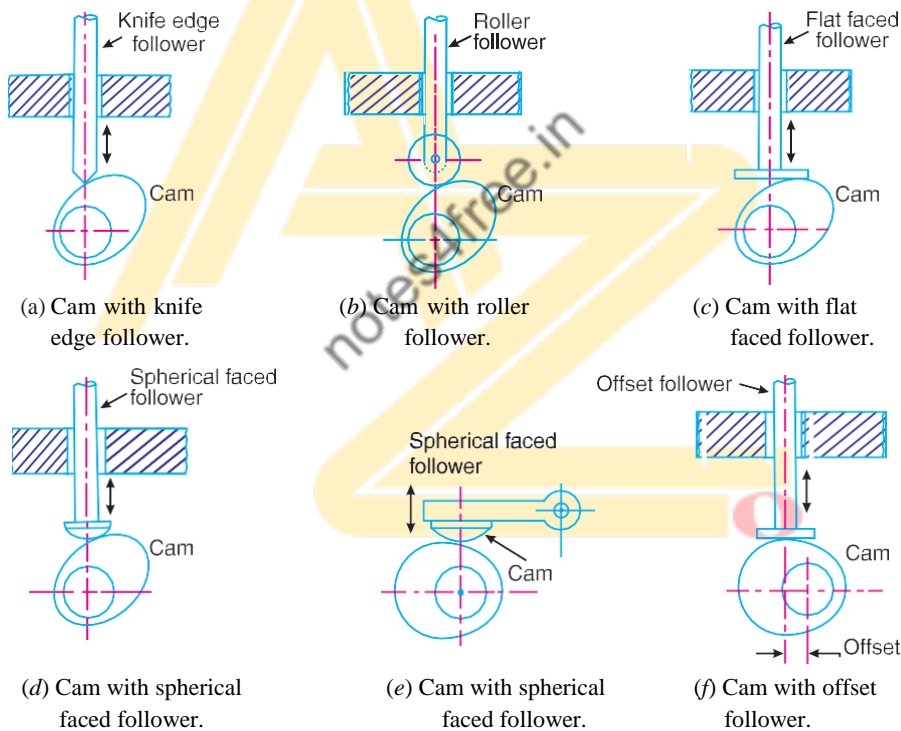 Knife edge
follower
Cam
(a) Cam with knife
edge follower.
Roller
follower
Cam
(b) Cam with roller
follower.
Flat faced
follower
Cam
(c) Cam with flat
faced follower.
notes4free.in
Spherical faced
follower
Cam
(d) Cam with spherical
faced follower.
Spherical faced
follower
Cam
(e) Cam with spherical
faced follower.
Offset follower
Cam
Offset
(f) Cam with offset
follower.